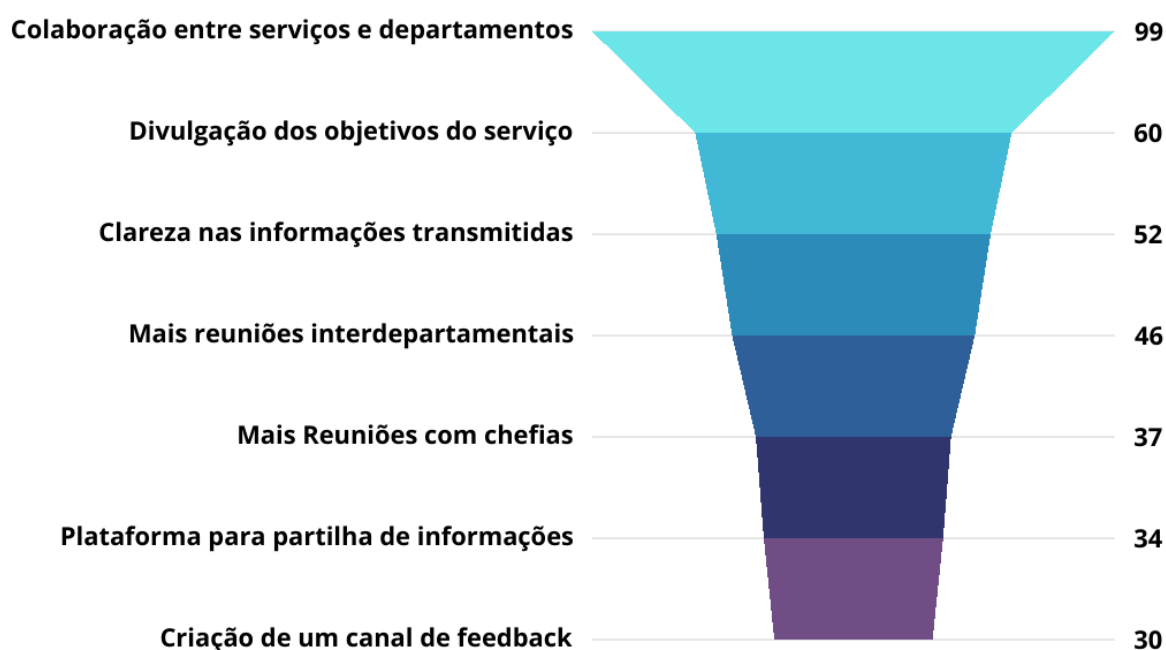 Colaboração entre serviços e departamentos 99
Divulgação dos objetivos do serviço 60
Clareza nas informações transmitidas 52
Mais reuniões interdepartamentais 46
Mais Reuniões com chefias 37
Plataforma para partilha de informações 34
Criação de um canal de feedback 30